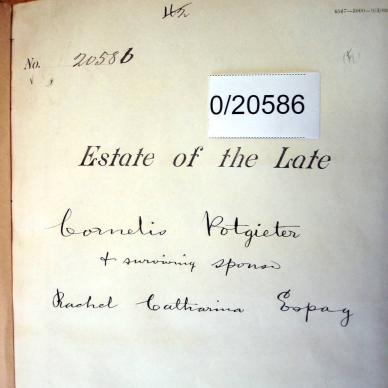 No. 20586
0/20586
Estate of the Late
Cornelis Potgieter
+ surviving spouse
Rachel Catharina Espag